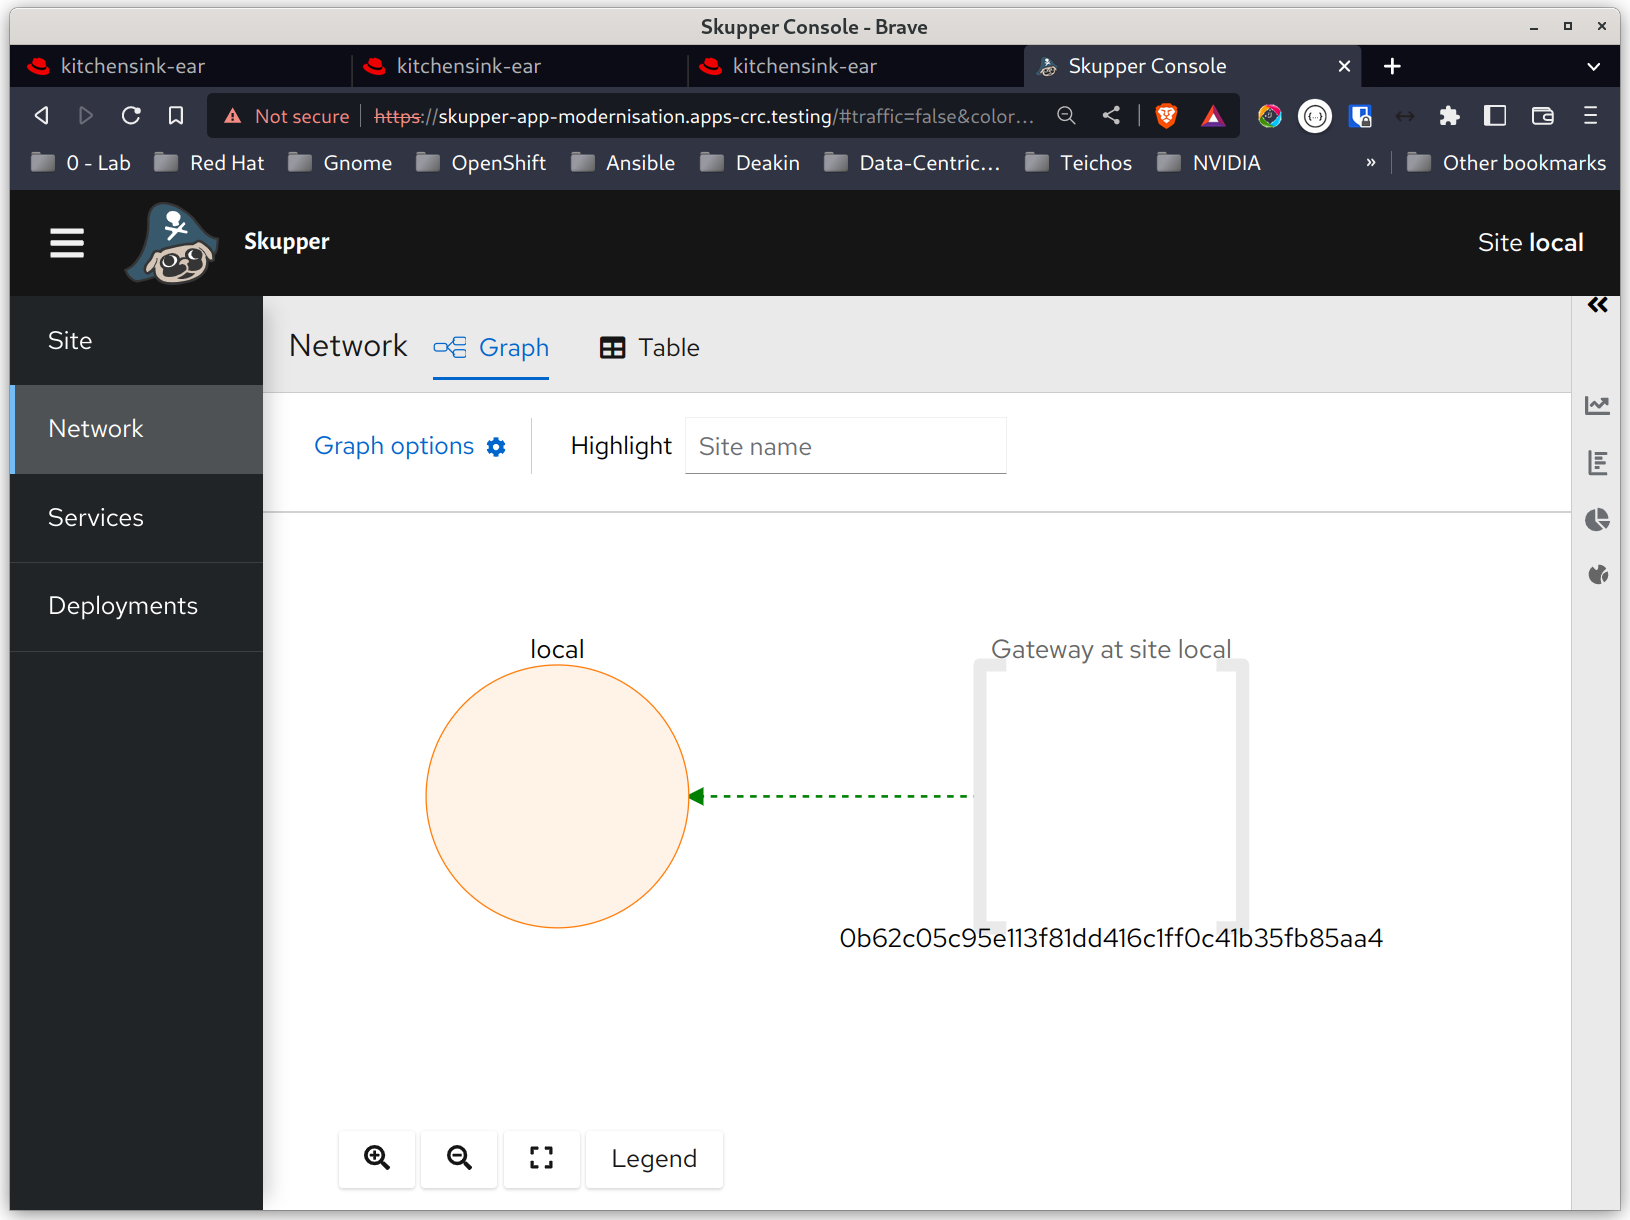 Skupper Console - Brave
kitchensink-ear
kitchensink-ear
kitchensink-ear
Skupper Console
Not secure
https://skupper-app-modernisation.apps-crc.testing/#traffic=false&color...
0 - Lab
Red Hat
Gnome
OpenShift
Ansible
Deakin
Data-Centric...
Teichos
NVIDIA
»
Other bookmarks
Skupper
Site local
Site
Network
Services
Deployments
Network
Graph
Table
Graph options
Highlight
Site name
local
Gateway at site local
0b62c05c95e113f81dd416c1ff0c41b35fb85aa4
Legend